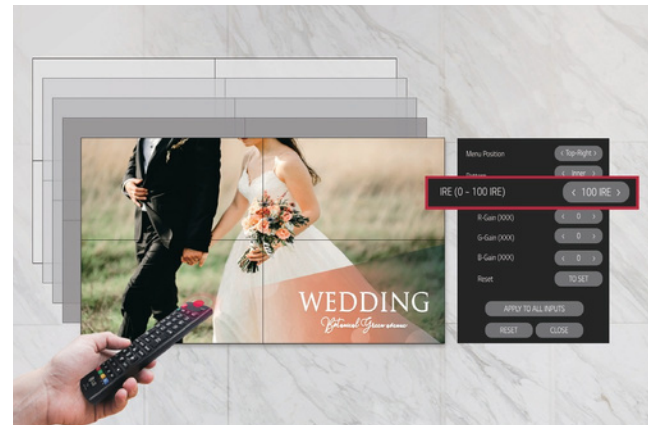 WEDDING
Menu Position
< Top-Right >
< Inner >
IRE (0 ~ 100 IRE)
< 100 IRE >
R-Gain (XXX)
< 0 >
G-Gain (XXX)
< 0 >
B-Gain (XXX)
< 0 >
Reset
TO SET
APPLY TO ALL INPUTS
RESET
CLOSE